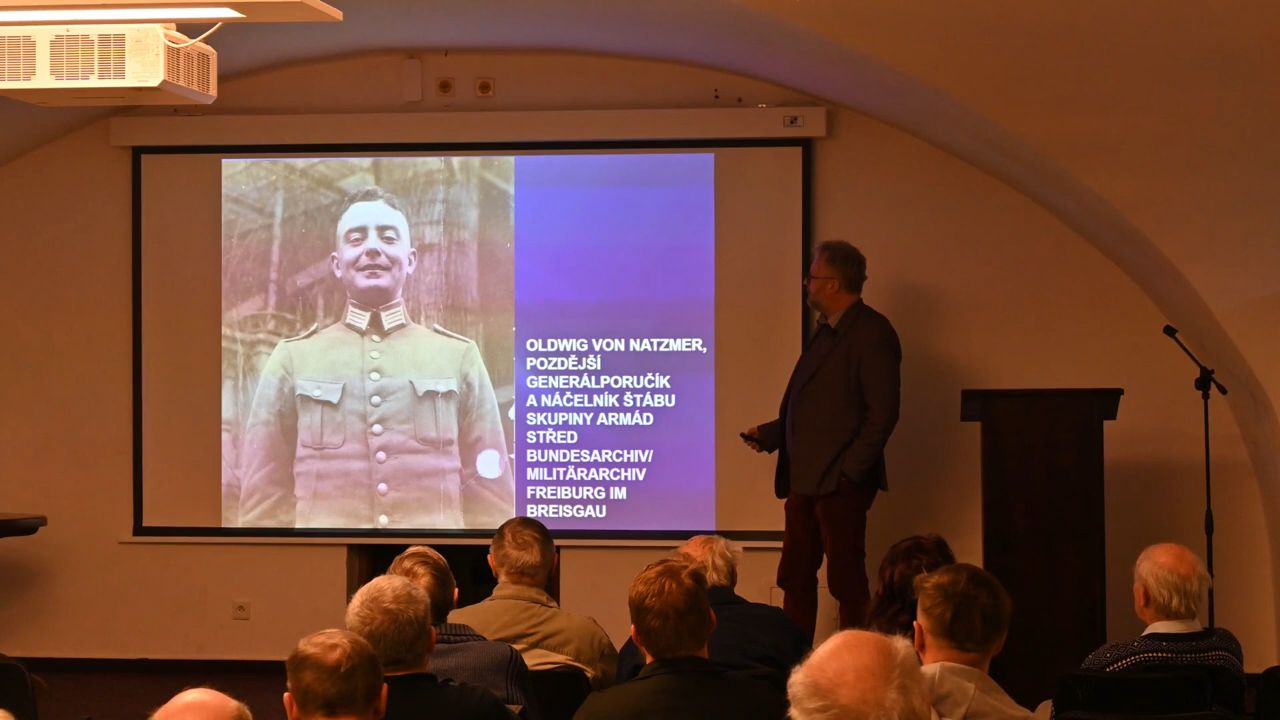 OLDWIG VON NATZMER,
POZDĚJŠÍ
GENERÁLPORUČÍK
A NÁČELNÍK ŠTÁBU
SKUPINY ARMÁD
STŘED
BUNDESARCHIV/
MILITÄRARCHIV
FREIBURG IM
BREISGAU